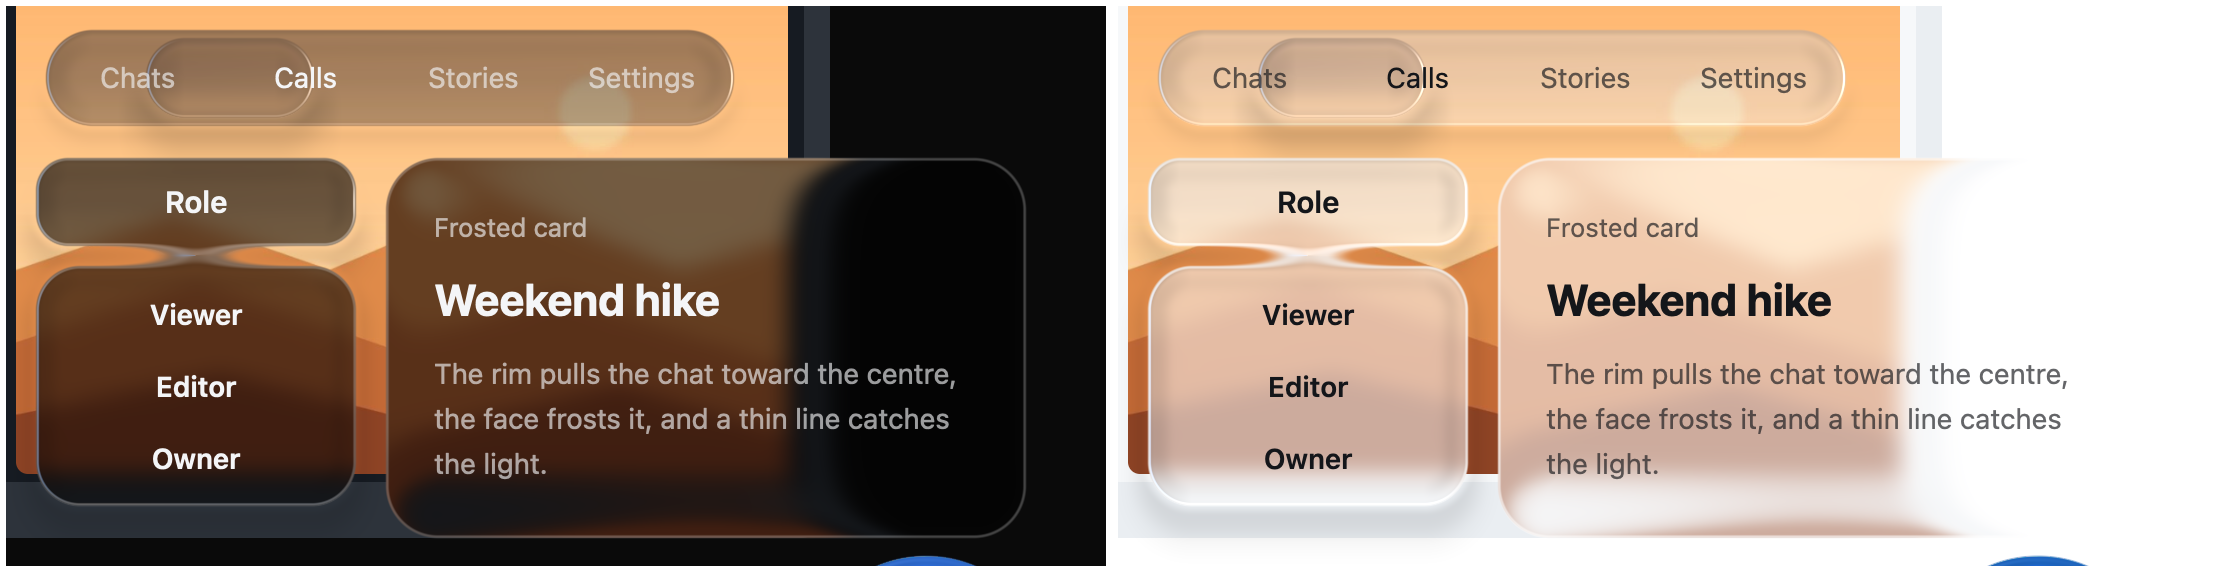 Chats Calls Stories Settings
Role
Viewer
Editor
Owner
Frosted card
Weekend hike
The rim pulls the chat toward the centre,
the face frosts it, and a thin line catches
the light.
Chats Calls Stories Settings
Role
Viewer
Editor
Owner
Frosted card
Weekend hike
The rim pulls the chat toward the centre,
the face frosts it, and a thin line catches
the light.